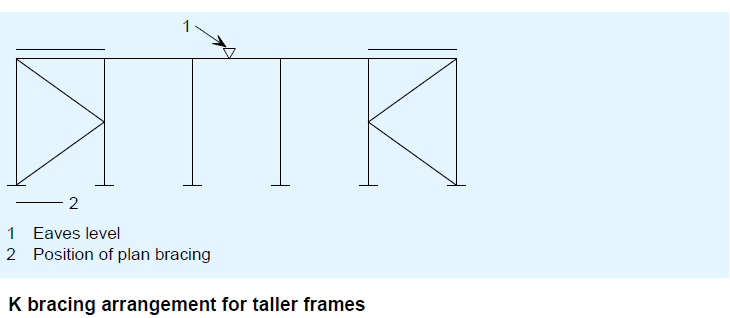 1
2
1 Eaves level
2 Position of plan bracing
K bracing arrangement for taller frames